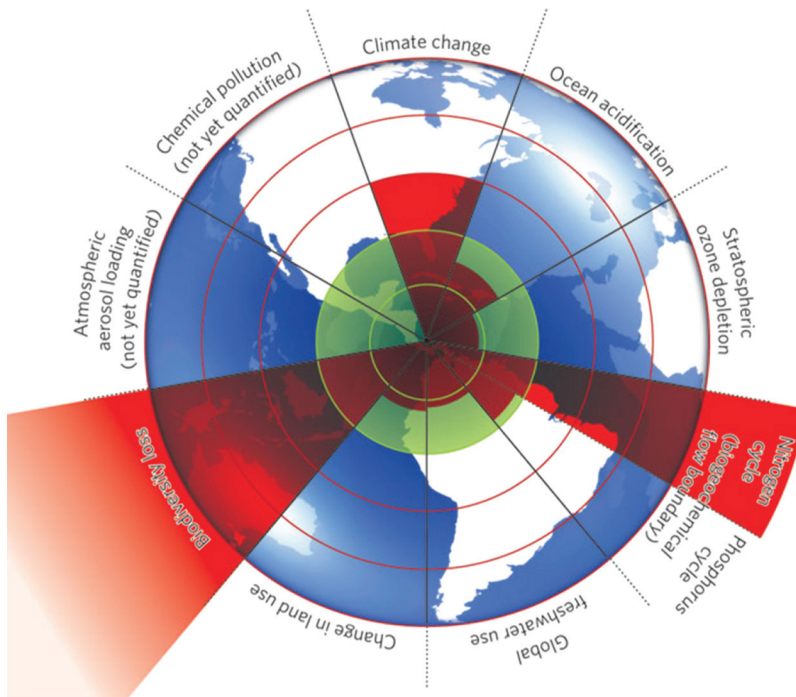 Climate change
Ocean acidification
Stratospheric
ozone depletion
Nitrogen
cycle
(biogeochemical
flow boundary)
Phosphorus
cycle
Global
freshwater use
Change in land use
Biodiversity loss
Atmospheric
aerosol loading
(not yet quantified)
Chemical pollution
(not yet quantified)